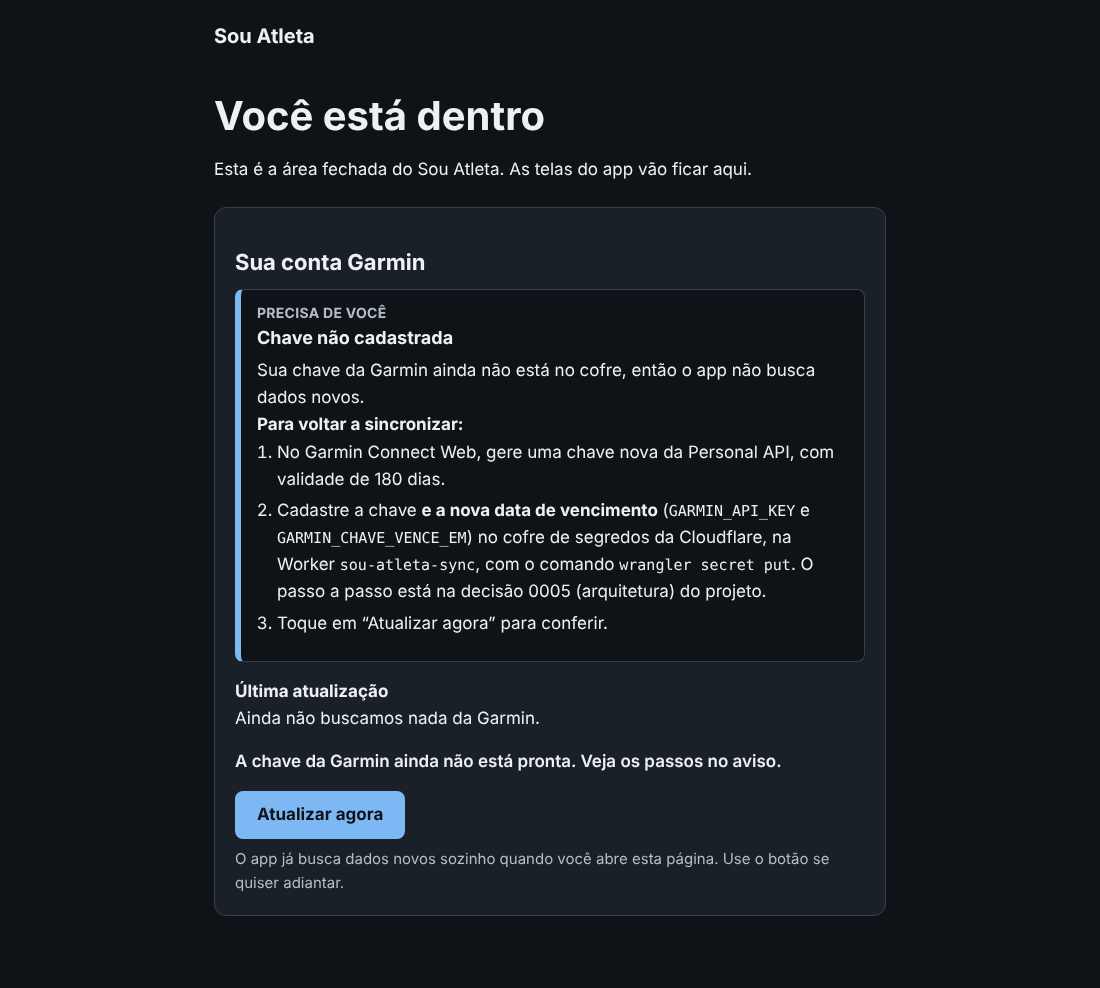 Sou Atleta
Você está dentro
Esta é a área fechada do Sou Atleta. As telas do app vão ficar aqui.
Sua conta Garmin
PRECISA DE VOCÊ
Chave não cadastrada
Sua chave da Garmin ainda não está no cofre, então o app não busca
dados novos.
Para voltar a sincronizar:
1. No Garmin Connect Web, gere uma chave nova da Personal API, com
validade de 180 dias.
2. Cadastre a chave e a nova data de vencimento (GARMIN_API_KEY e
GARMIN_CHAVE_VENCE_EM) no cofre de segredos da Cloudflare, na
Worker sou-atleta-sync, com o comando wrangler secret put. O
passo a passo está na decisão 0005 (arquitetura) do projeto.
3. Toque em “Atualizar agora” para conferir.
Última atualização
Ainda não buscamos nada da Garmin.
A chave da Garmin ainda não está pronta. Veja os passos no aviso.
Atualizar agora
O app já busca dados novos sozinho quando você abre esta página. Use o botão se
quiser adiantar.